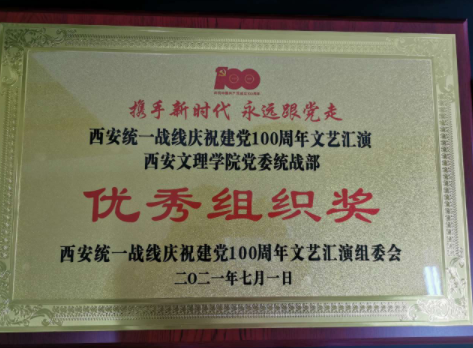 100
携手新时代 永远跟党走
西安统一战线庆祝建党100周年文艺汇演
西安文理学院党委统战部
优秀组织奖
西安统一战线庆祝建党100周年文艺汇演组委会
二〇二一年七月一日